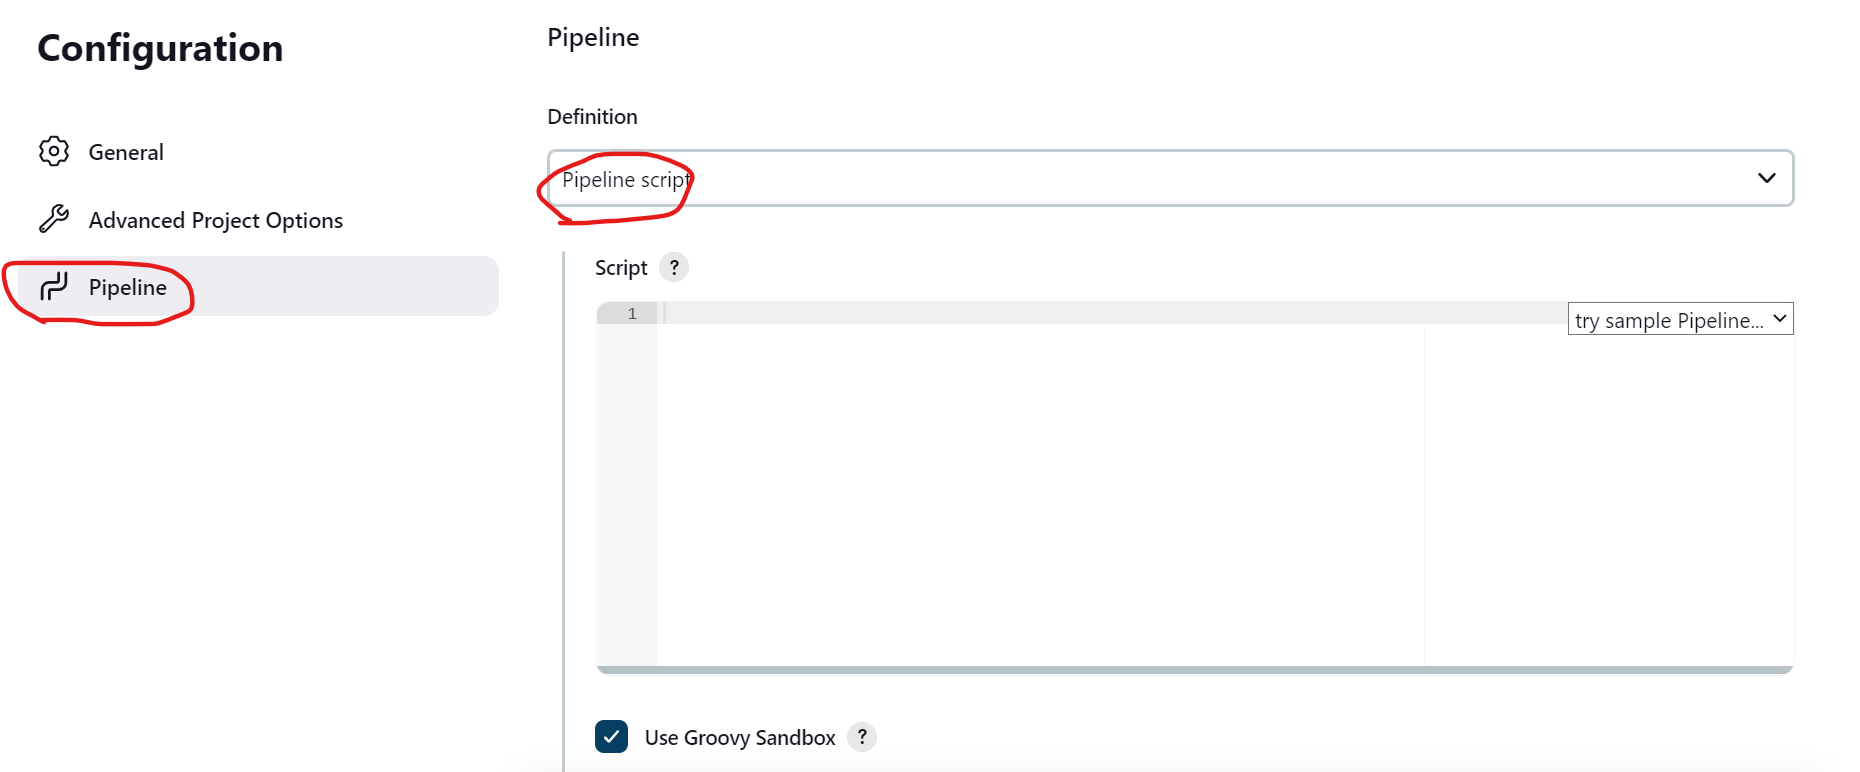 Configuration
General
Advanced Project Options
Pipeline
Pipeline
Definition
Pipeline script
Script ?
1
try sample Pipeline...
Use Groovy Sandbox ?